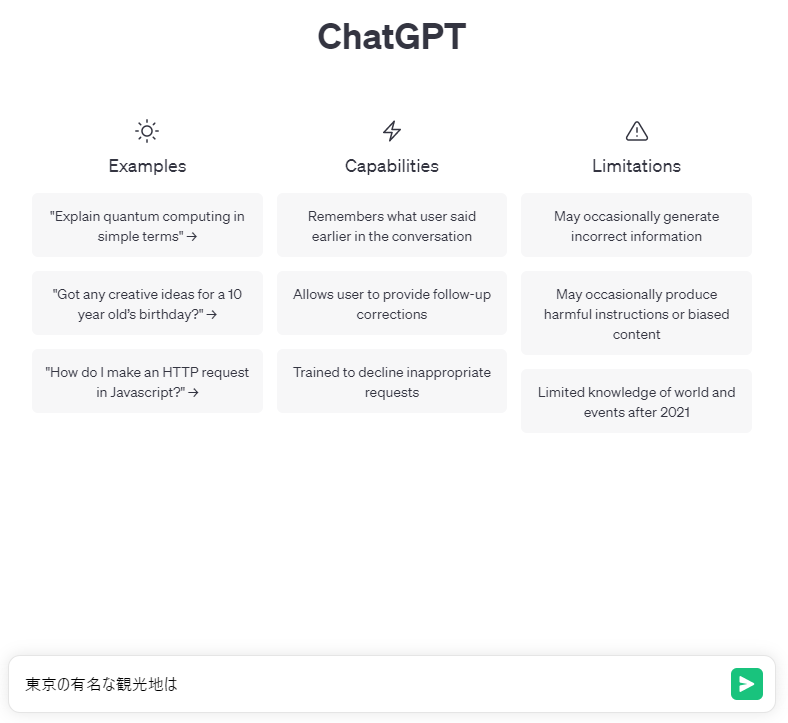 ChatGPT
Examples
"Explain quantum computing in
simple terms" →
"Got any creative ideas for a 10
year old's birthday?" →
"How do I make an HTTP request
in Javascript?" →
Capabilities
Remembers what user said
earlier in the conversation
Allows user to provide follow-up
corrections
Trained to decline inappropriate
requests
Limitations
May occasionally generate
incorrect information
May occasionally produce
harmful instructions or biased
content
Limited knowledge of world and
events after 2021
東京の有名な観光地は